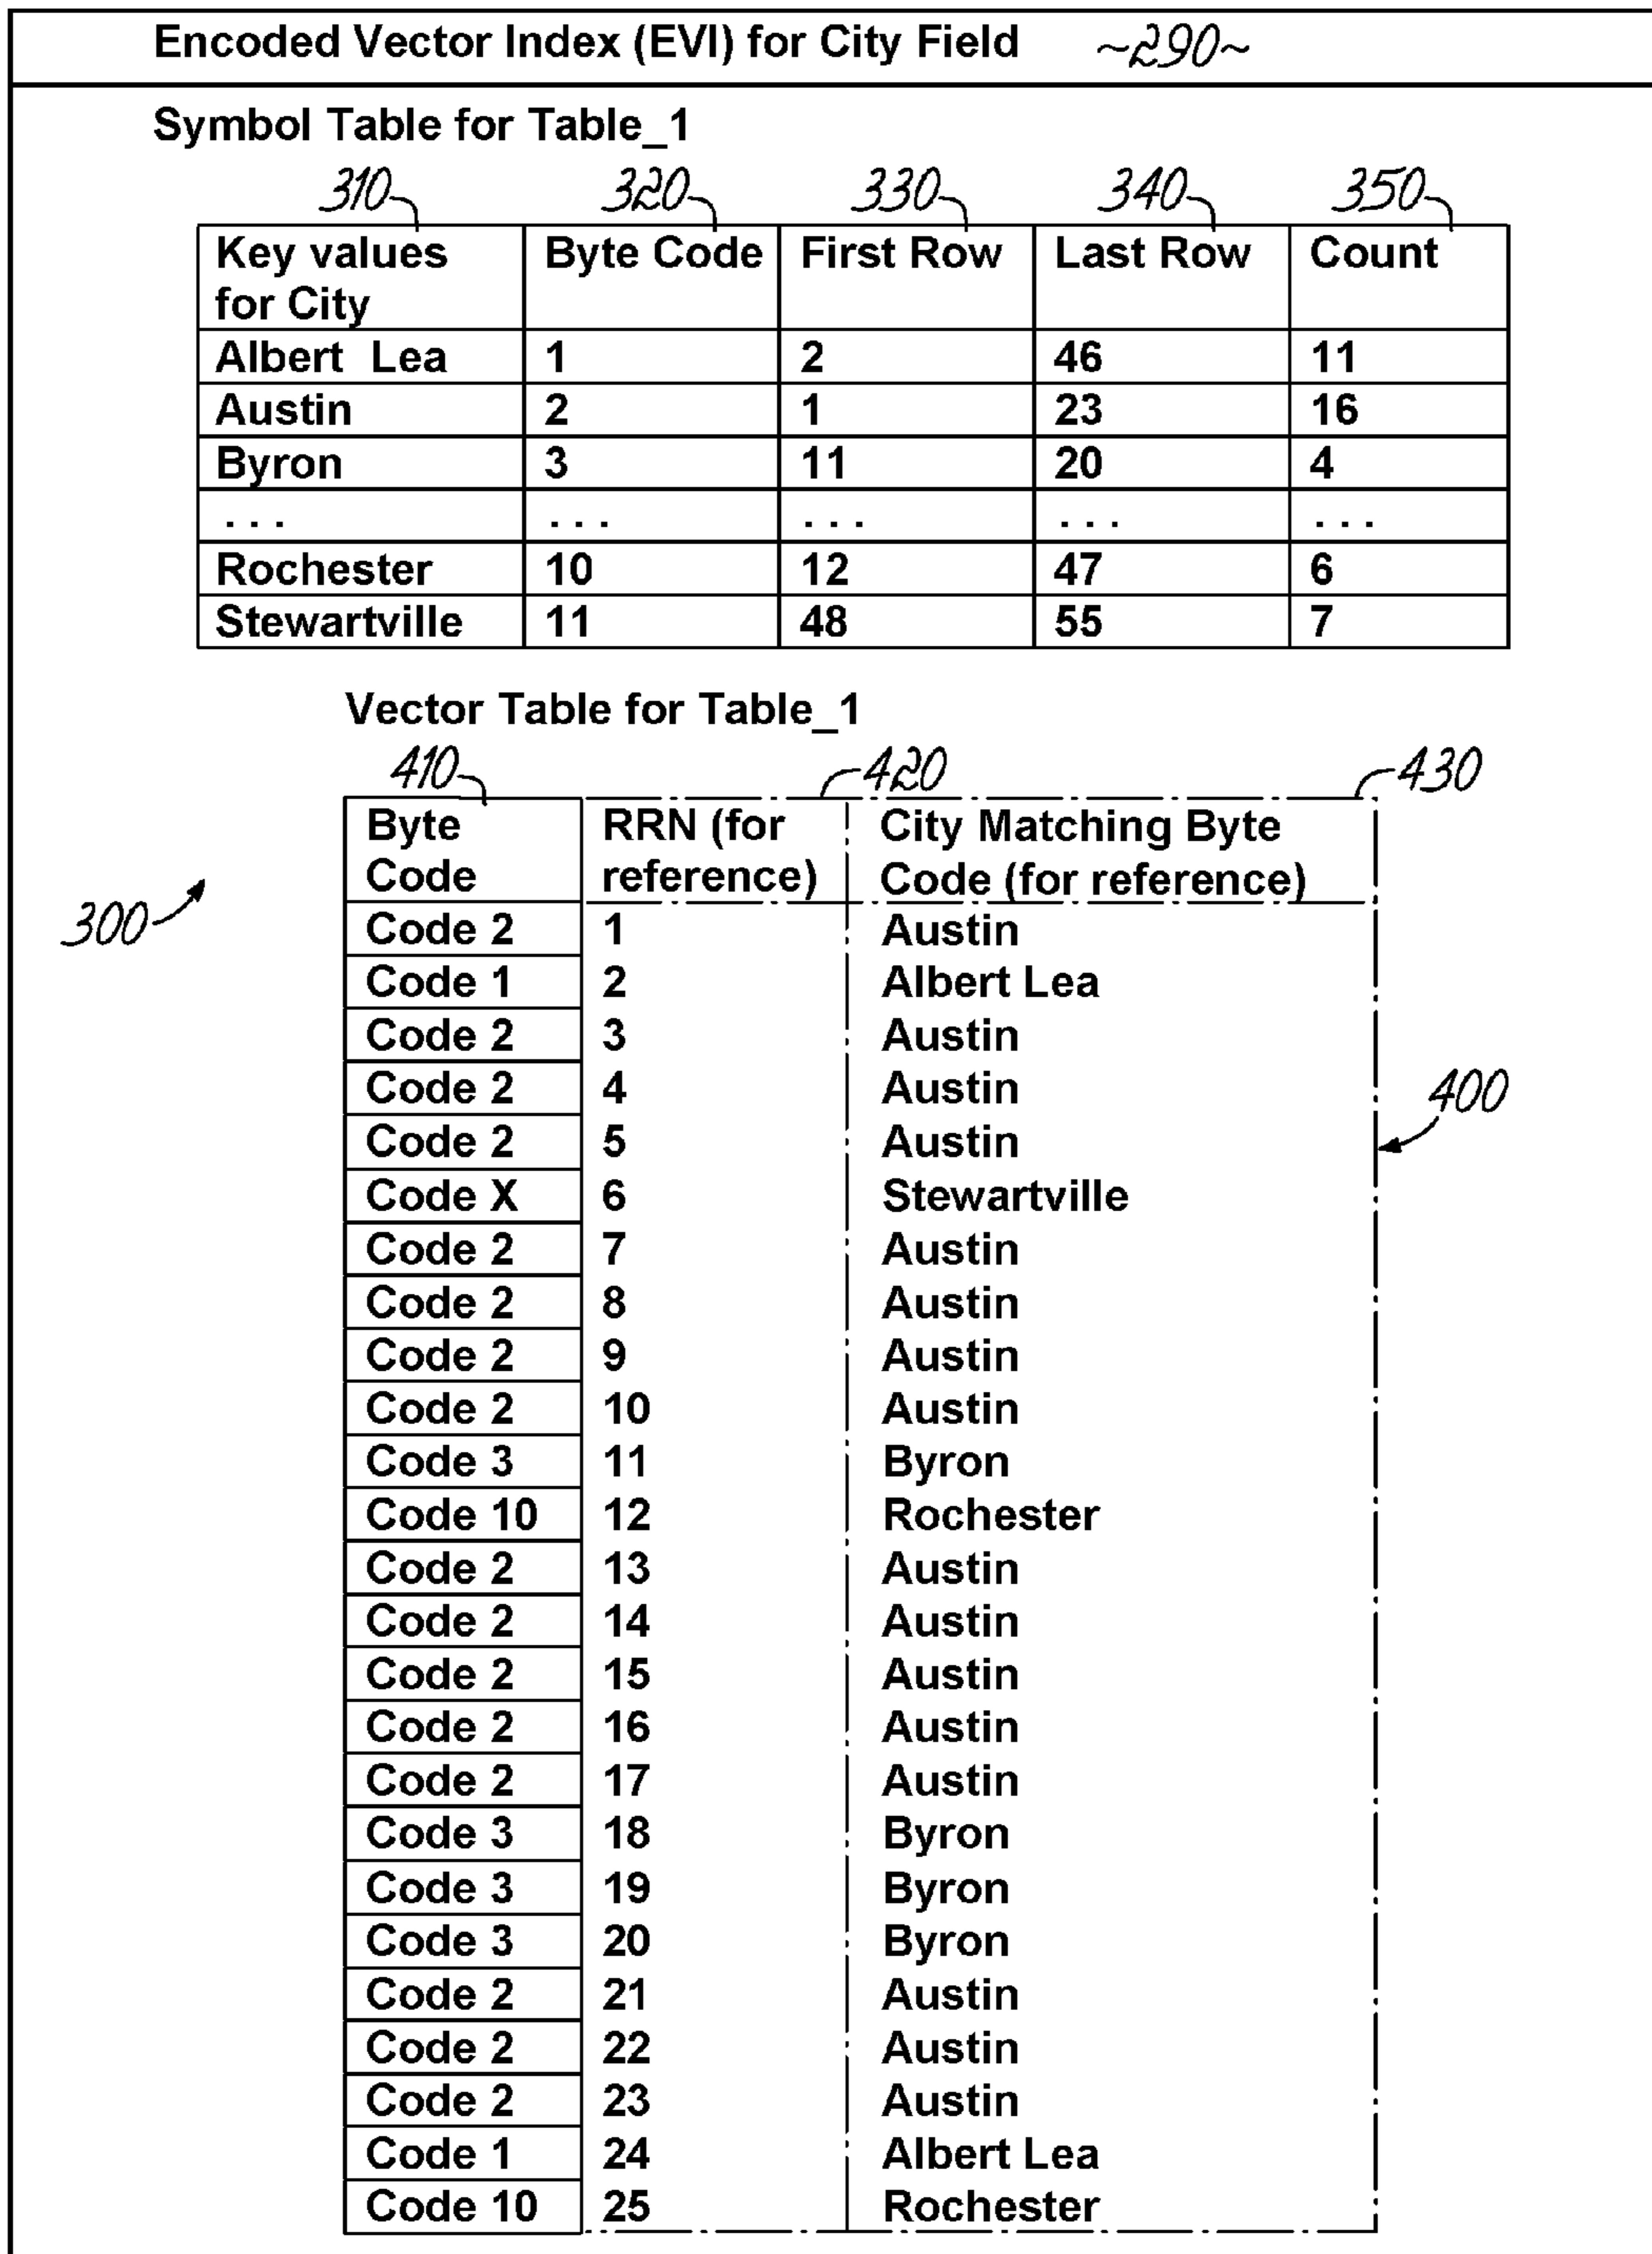 Encoded Vector Index (EVI) for City Field ~290~
Symbol Table for Table_1
310 320 330 340 350
Key values for City Byte Code First Row Last Row Count
Albert Lea 1 2 46 11
Austin 2 1 23 16
Byron 3 11 20 4
... ... ... ... ...
Rochester 10 12 47 6
Stewartville 11 48 55 7
Vector Table for Table_1
410 420 430
Byte Code RRN (for reference) City Matching Byte Code (for reference)
300
Code 2 1 Austin
Code 1 2 Albert Lea
Code 2 3 Austin
Code 2 4 Austin
400
Code 2 5 Austin
Code X 6 Stewartville
Code 2 7 Austin
Code 2 8 Austin
Code 2 9 Austin
Code 2 10 Austin
Code 3 11 Byron
Code 10 12 Rochester
Code 2 13 Austin
Code 2 14 Austin
Code 2 15 Austin
Code 2 16 Austin
Code 2 17 Austin
Code 3 18 Byron
Code 3 19 Byron
Code 3 20 Byron
Code 2 21 Austin
Code 2 22 Austin
Code 2 23 Austin
Code 1 24 Albert Lea
Code 10 25 Rochester